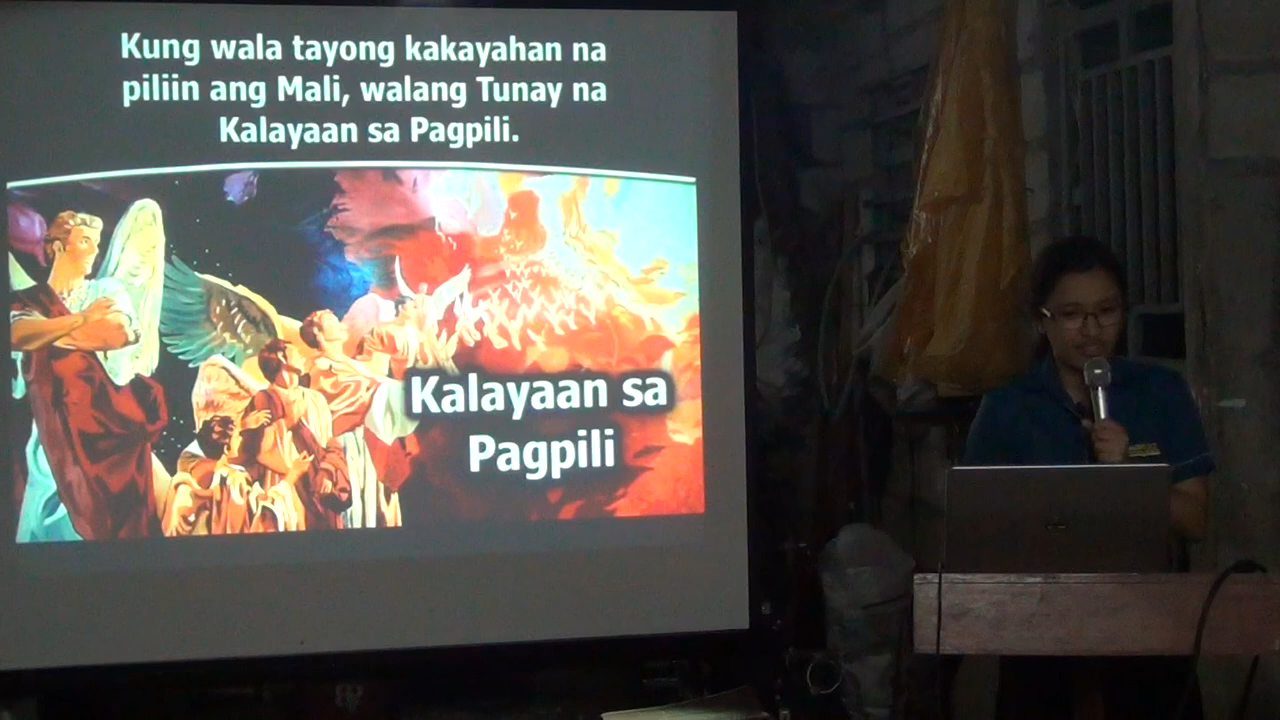 Kung wala tayong kakayahan na
piliin ang Mali, walang Tunay na
Kalayaan sa Pagpili.
Kalayaan sa
Pagpili